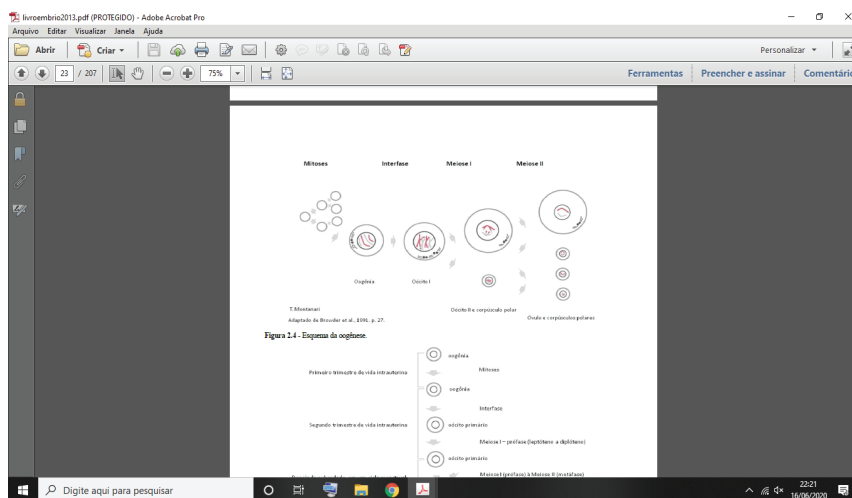 livroembrio2013.pdf (PROTEGIDO) - Adobe Acrobat Pro
Arquivo Editar Visualizar Janela Ajuda
Abrir Criar Personalizar
23 / 207 75% Ferramentas Preencher e assinar Comentário
Mitoses Interfase Meiose I Meiose II
Oogônia Oócito I
T. Montanari
Oócito II e corpúsculo polar
Adaptado de Browder et al., 1991. p. 27.
Óvulo e corpúsculos polares
Figura 2.4 - Esquema da oogênese.
oogônia
Primeiro trimestre de vida intrauterina
Mitoses
oogônia
Interfase
Segundo trimestre de vida intrauterina oócito primário
Meiose I – prófase (leptóteno a diplóteno)
oócito primário
Meiose I (prófase) à Meiose II (metáfase)
Digite aqui para pesquisar
22:21
16/06/2020